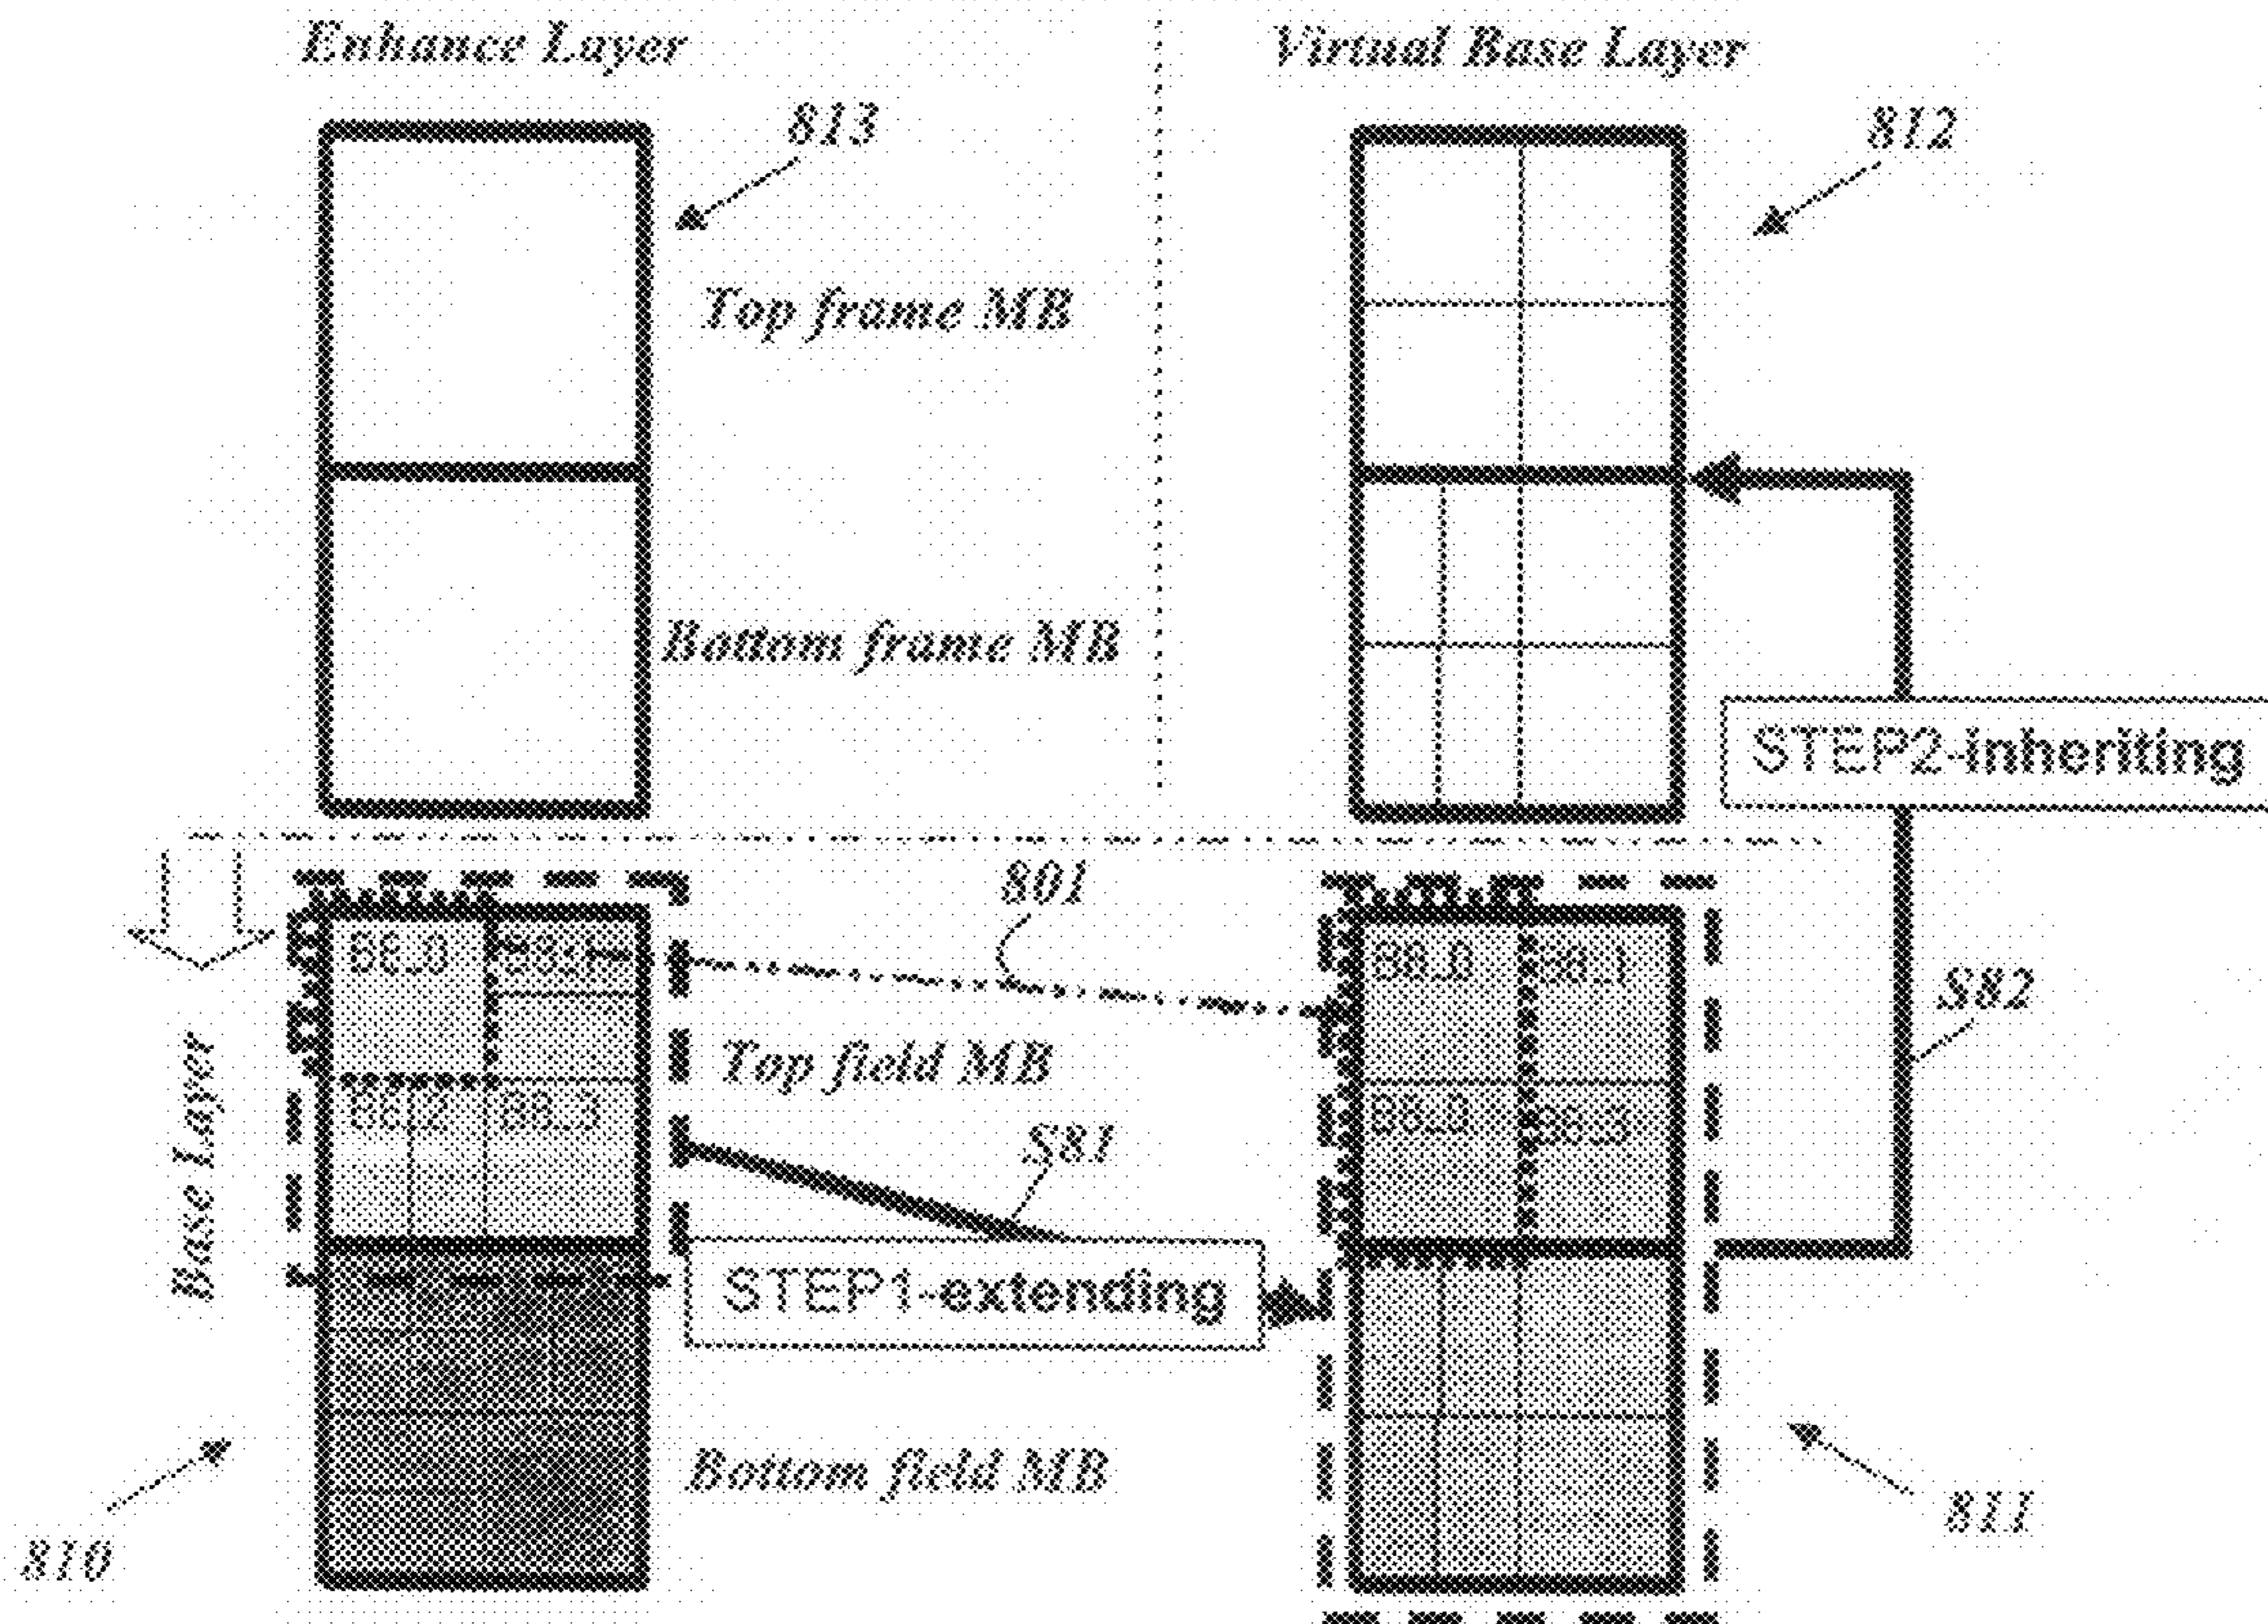 Enhance Layer
Virtual Base Layer
813
812
Top frame MB
Bottom frame MB
STEP2-inheriting
801
S82
Top field MB
S81
Base Layer
STEP1-extending
Bottom field MB
810
811